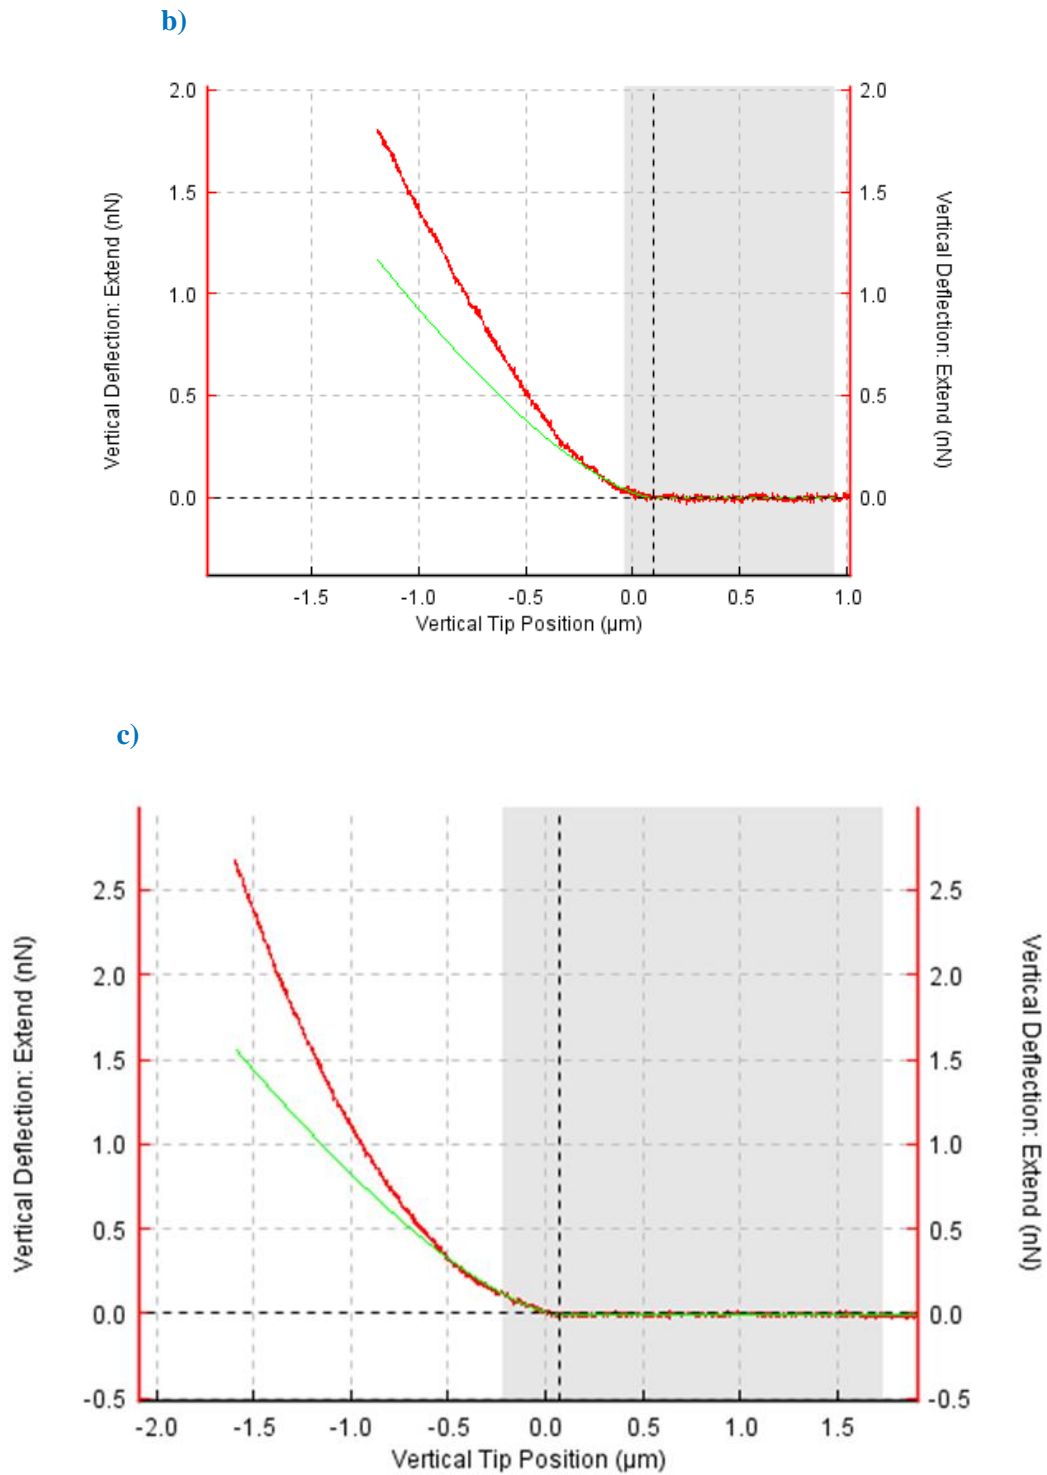 b)
2.0 2.0
1.5 1.5
1.0 1.0
0.5 0.5
0.0 0.0
Vertical Deflection: Extend (nN)
Vertical Deflection: Extend (nN)
-1.5 -1.0 -0.5 0.0 0.5 1.0
Vertical Tip Position (µm)
c)
2.5 2.5
2.0 2.0
1.5 1.5
1.0 1.0
0.5 0.5
0.0 0.0
-0.5 -0.5
Vertical Deflection: Extend (nN)
Vertical Deflection: Extend (nN)
-2.0 -1.5 -1.0 -0.5 0.0 0.5 1.0 1.5
Vertical Tip Position (µm)